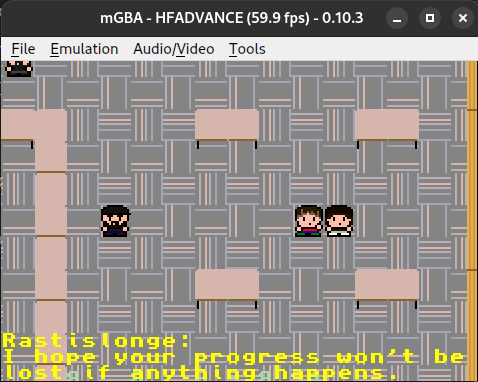 mGBA - HFADVANCE (59.9 fps) - 0.10.3
File Emulation Audio/Video Tools
Rastislonge:
I hope your progress won't be
lost if anything happens.